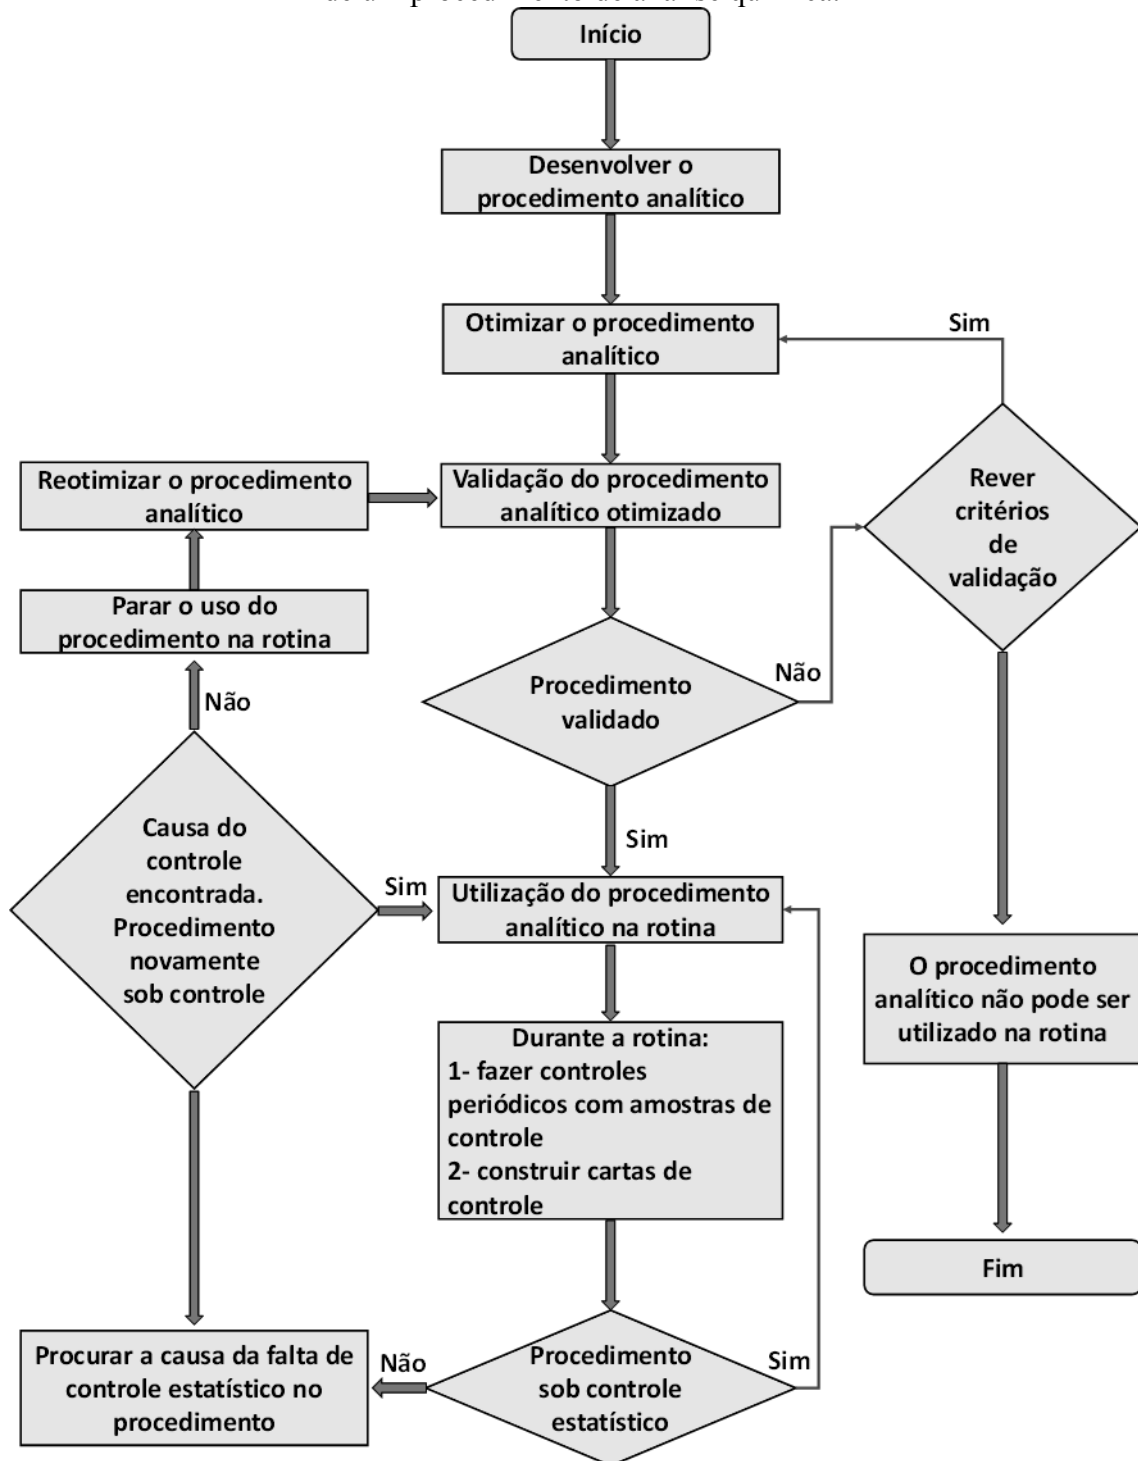 Início
Desenvolver o
procedimento analítico
Otimizar o procedimento
analítico
Sim
Reotimizar o procedimento
analítico
Validação do procedimento
analítico otimizado
Rever
critérios
de
validação
Parar o uso do
procedimento na rotina
Não
Procedimento
validado
Não
Sim
Causa do
controle
encontrada.
Procedimento
novamente
sob controle
Sim
Utilização do procedimento
analítico na rotina
O procedimento
analítico não pode ser
utilizado na rotina
Durante a rotina:
1- fazer controles
periódicos com amostras de
controle
2- construir cartas de
controle
Fim
Procurar a causa da falta de
controle estatístico no
procedimento
Não
Procedimento
sob controle
estatístico
Sim